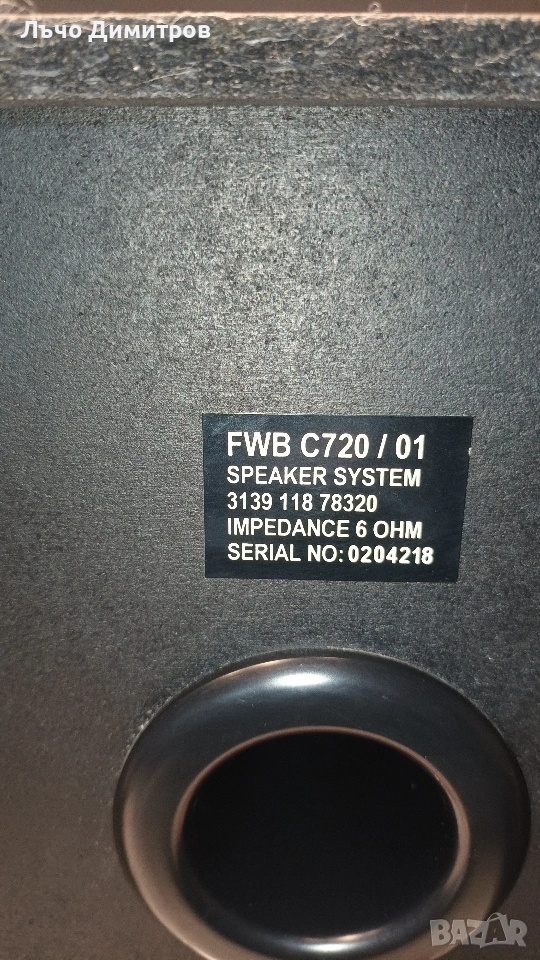 Лъчо Димитров
FWB C720 / 01
SPEAKER SYSTEM
3139 118 78320
IMPEDANCE 6 OHM
SERIAL NO: 0204218
BAZAR